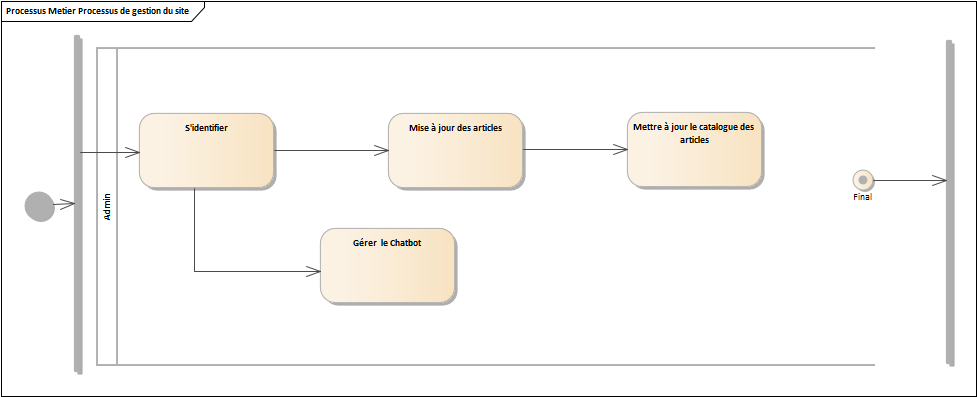 Processus Metier Processus de gestion du site
S'identifier
Mise à jour des articles
Mettre à jour le catalogue des
articles
Admin
Final
Gérer le Chatbot